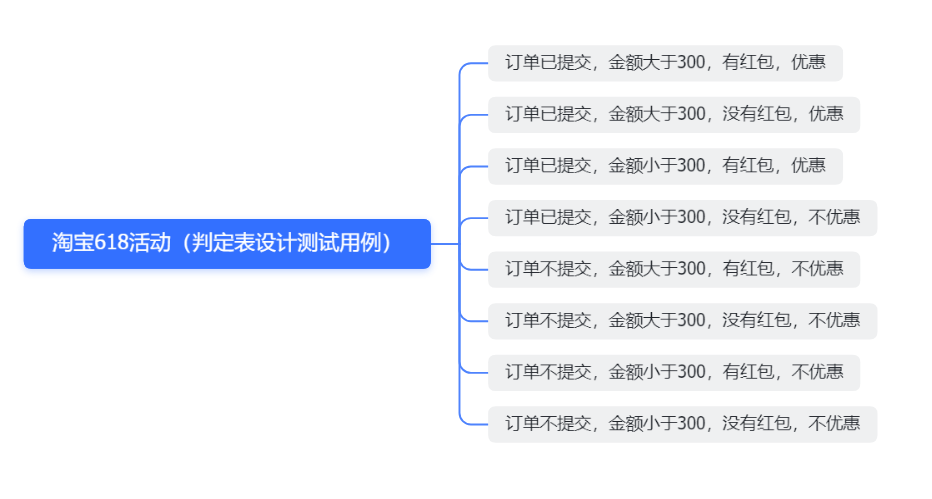 淘宝618活动（判定表设计测试用例）
订单已提交，金额大于300，有红包，优惠
订单已提交，金额大于300，没有红包，优惠
订单已提交，金额小于300，有红包，优惠
订单已提交，金额小于300，没有红包，不优惠
订单不提交，金额大于300，有红包，不优惠
订单不提交，金额大于300，没有红包，不优惠
订单不提交，金额小于300，有红包，不优惠
订单不提交，金额小于300，没有红包，不优惠